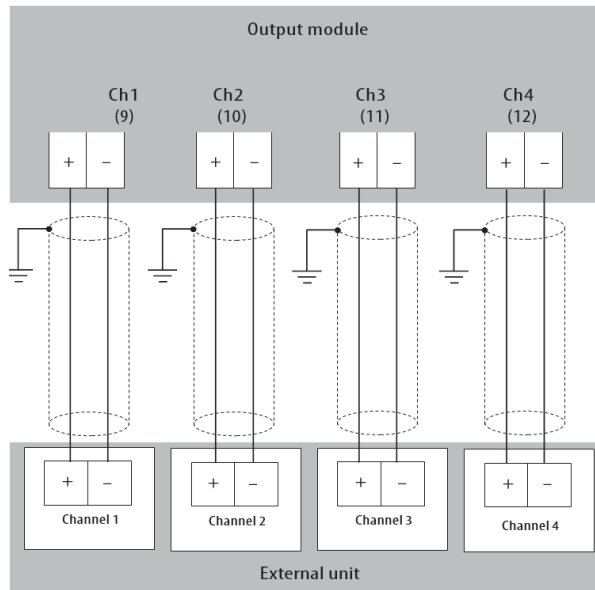 Output module
Ch1 Ch2 Ch3 Ch4
(9) (10) (11) (12)
+ − + − + − + −
+ − + − + − + −
Channel 1 Channel 2 Channel 3 Channel 4
External unit